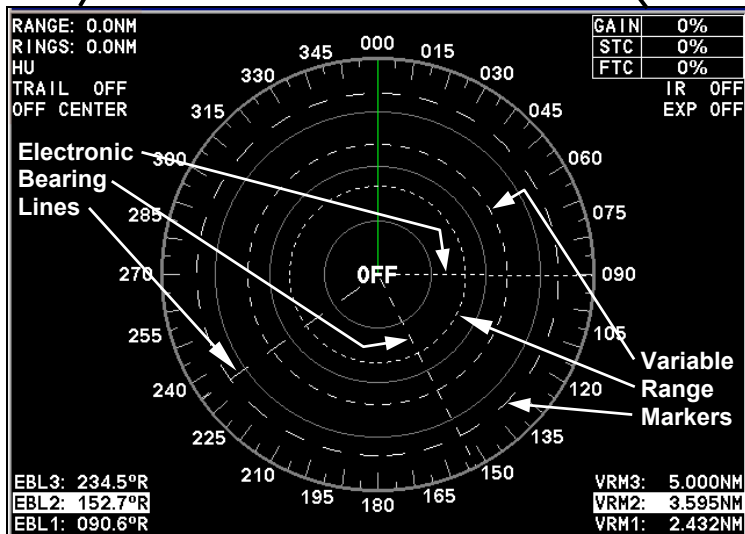 RANGE: 0.0NM
RINGS: 0.0NM
HU
TRAIL OFF
OFF CENTER
GAIN 0%
STC 0%
FTC 0%
IR OFF
EXP OFF
000
015
030
045
060
075
090
105
120
135
150
165
180
195
210
225
240
255
270
285
300
315
330
345
OFF
Electronic
Bearing
Lines
Variable
Range
Markers
EBL3: 234.5ºR
EBL2: 152.7ºR
EBL1: 090.6ºR
VRM3: 5.000NM
VRM2: 3.595NM
VRM1: 2.432NM